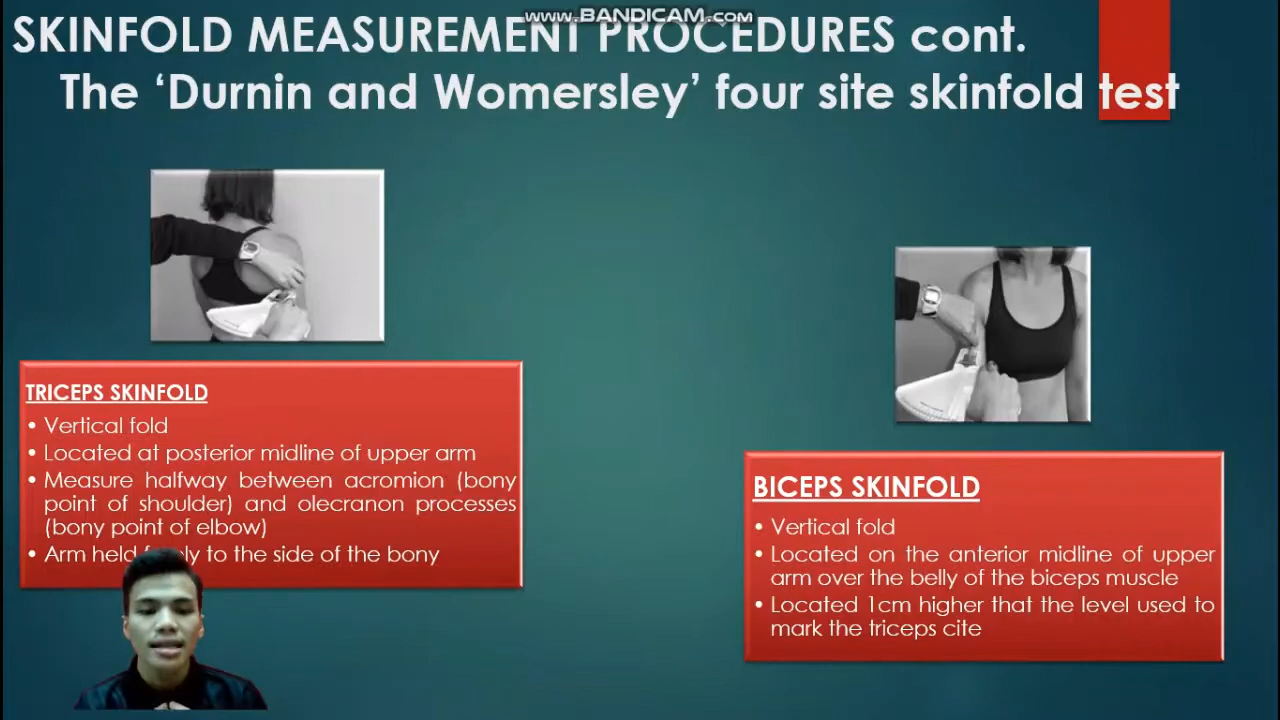 www.BANDICAM.com
SKINFOLD MEASUREMENT PROCEDURES cont.
The ‘Durnin and Womersley’ four site skinfold test
TRICEPS SKINFOLD
• Vertical fold
• Located at posterior midline of upper arm
• Measure halfway between acromion (bony
point of shoulder) and olecranon processes
(bony point of elbow)
• Arm held to the side of the bony
BICEPS SKINFOLD
• Vertical fold
• Located on the anterior midline of upper
arm over the belly of the biceps muscle
• Located 1cm higher that the level used to
mark the triceps cite